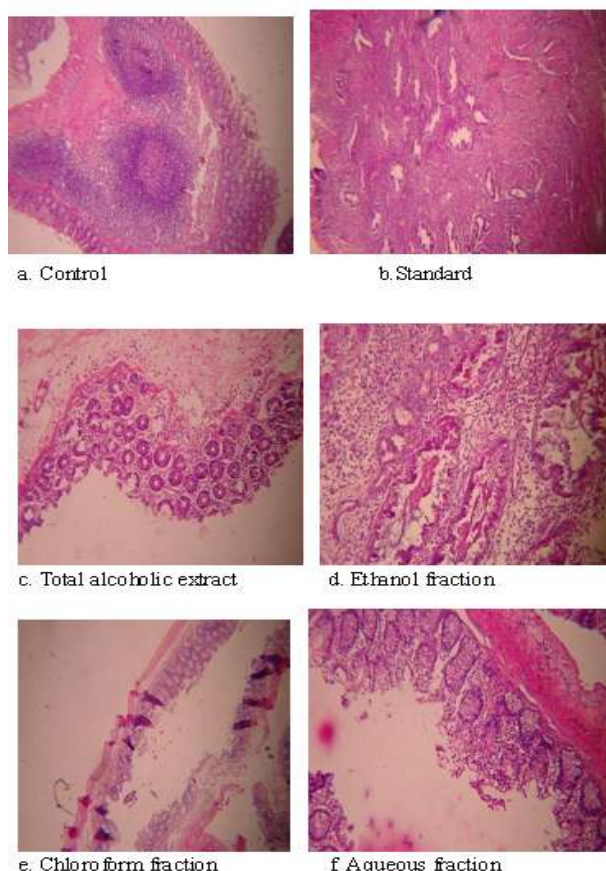 a. Control
b.Standard
c. Total alcoholic extract
d. Ethanol fraction
e. Chloroform fraction
f. Aqueous fraction